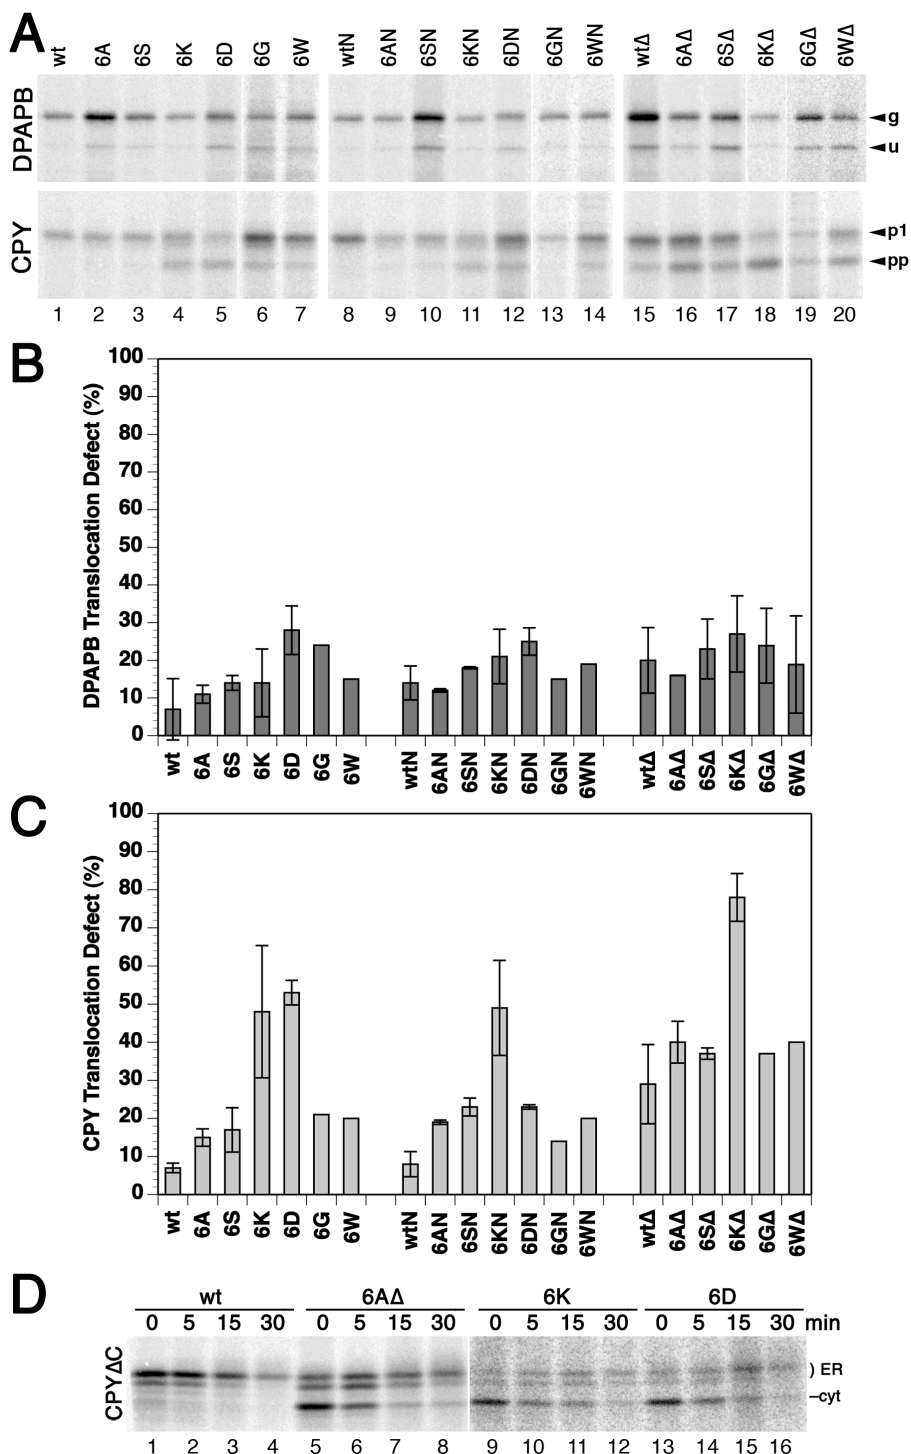 A
wt 6A 6S 6K 6D 6G 6W wtN 6AN 6SN 6KN 6DN 6GN 6WN wtΔ 6AΔ 6SΔ 6KΔ 6GΔ 6WΔ
DPAPB
g
u
CPY
p1
pp
1 2 3 4 5 6 7 8 9 10 11 12 13 14 15 16 17 18 19 20
B
DPAPB Translocation Defect (%)
100
90
80
70
60
50
40
30
20
10
0
wt 6A 6S 6K 6D 6G 6W wtN 6AN 6SN 6KN 6DN 6GN 6WN wtΔ 6AΔ 6SΔ 6KΔ 6GΔ 6WΔ
C
CPY Translocation Defect (%)
100
90
80
70
60
50
40
30
20
10
0
wt 6A 6S 6K 6D 6G 6W wtN 6AN 6SN 6KN 6DN 6GN 6WN wtΔ 6AΔ 6SΔ 6KΔ 6GΔ 6WΔ
D
wt 6AΔ 6K 6D
0 5 15 30 0 5 15 30 0 5 15 30 0 5 15 30 min
CPYΔC
) ER
–cyt
1 2 3 4 5 6 7 8 9 10 11 12 13 14 15 16